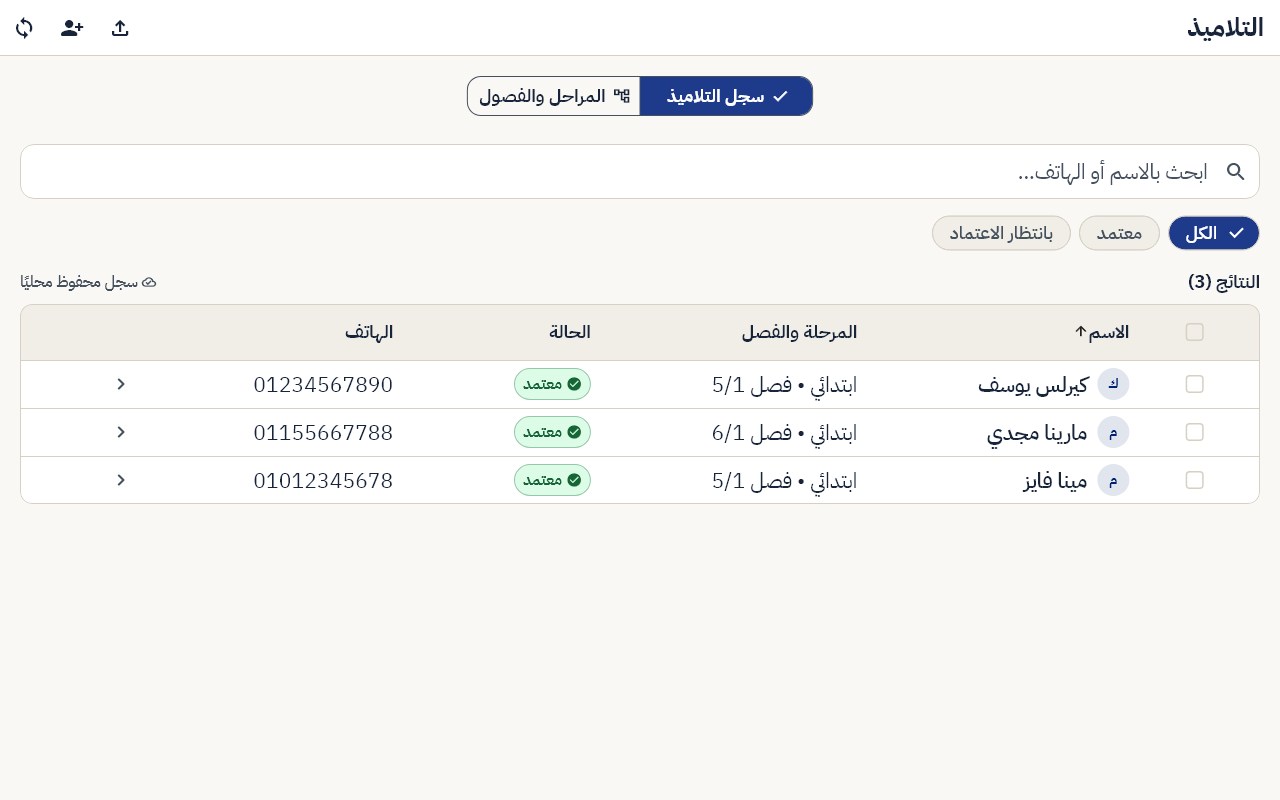 التلاميذ
سجل التلاميذ
المراحل والفصول
ابحث بالاسم أو الهاتف...
الكل
معتمد
بانتظار الاعتماد
النتائج (3)
سجل محفوظ محليًا
الاسم المرحلة والفصل الحالة الهاتف
ك كيرلس يوسف ابتدائي • فصل 5/1 معتمد 01234567890
م مارينا مجدي ابتدائي • فصل 6/1 معتمد 01155667788
م مينا فايز ابتدائي • فصل 5/1 معتمد 01012345678